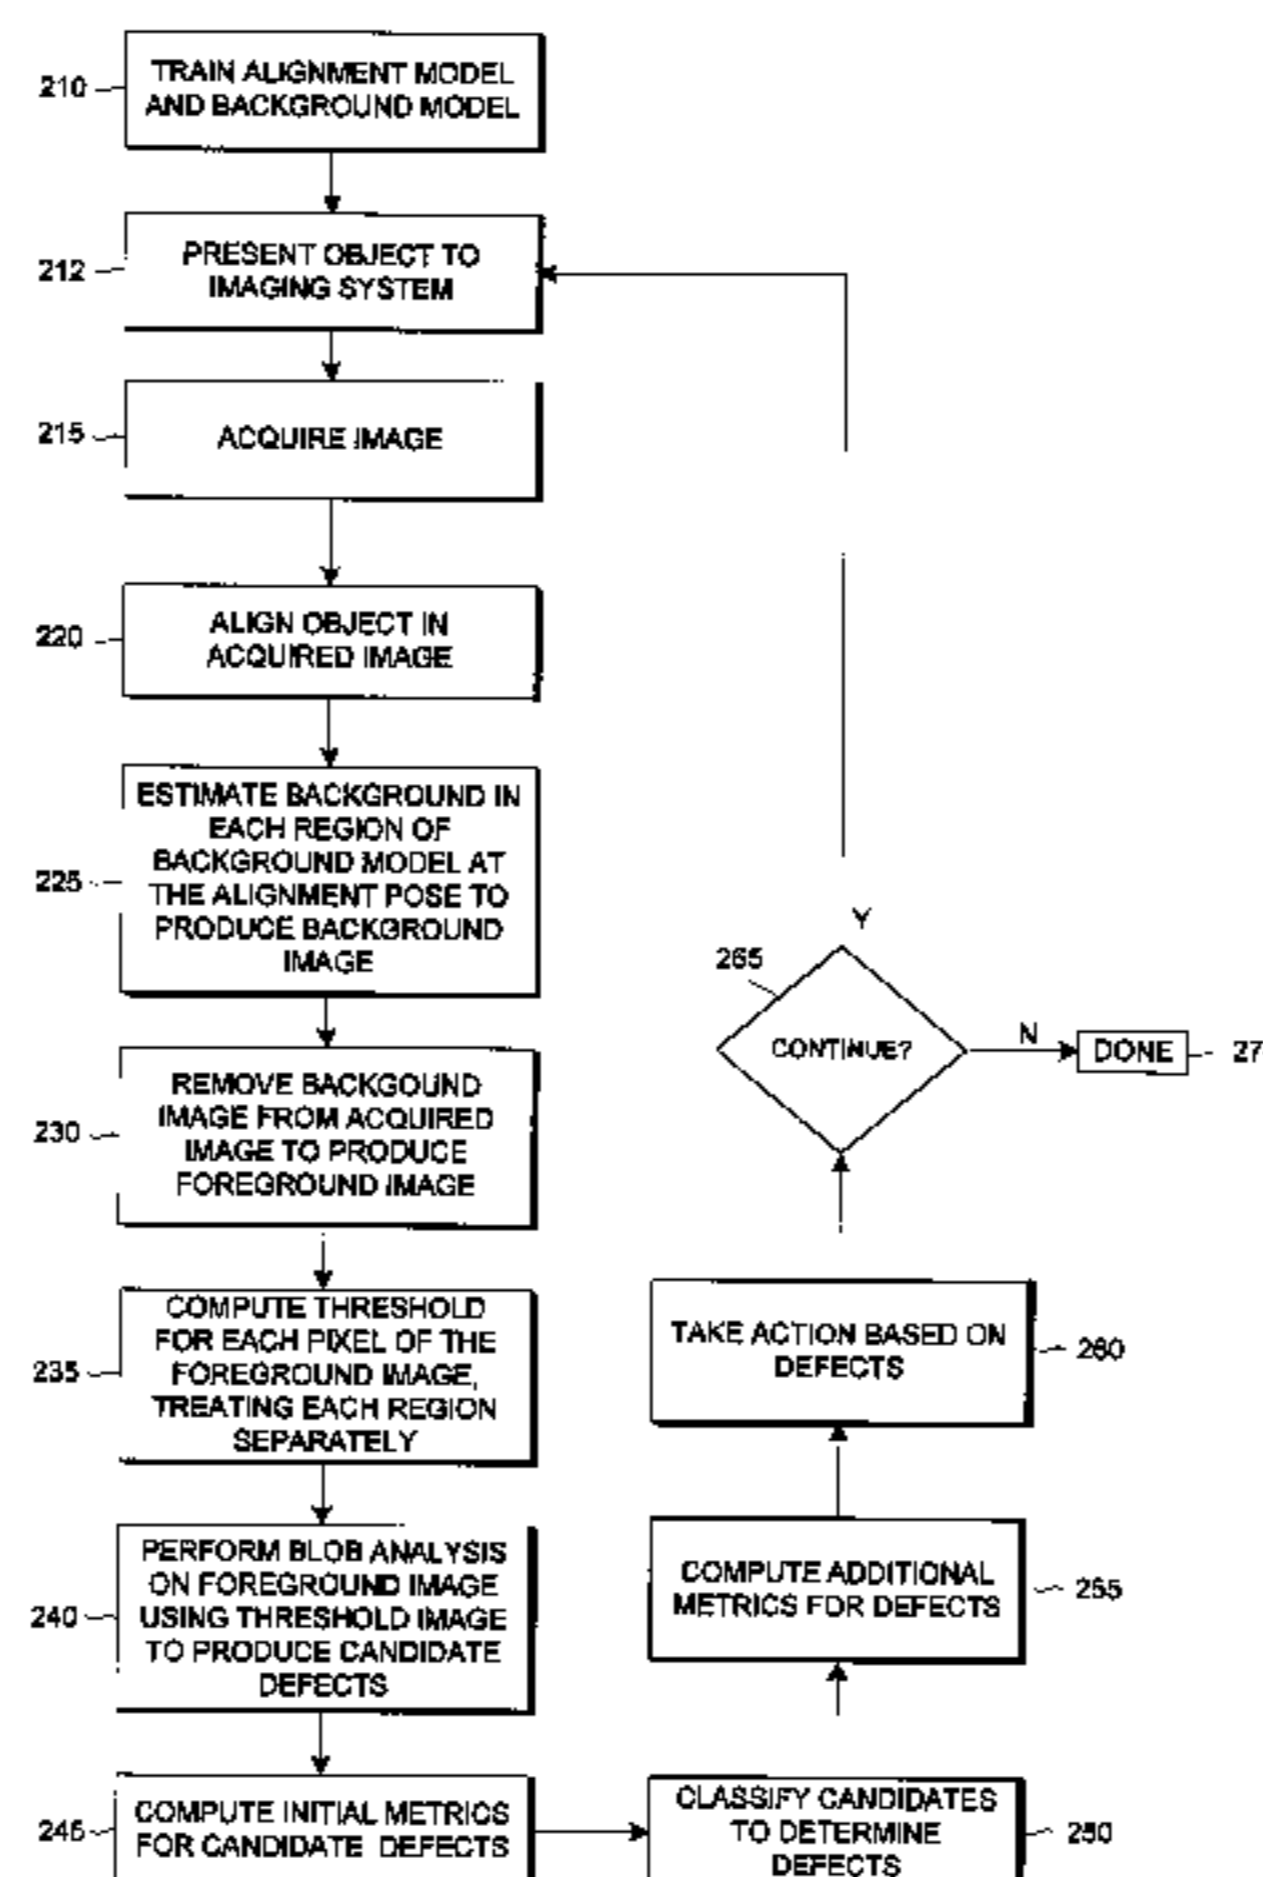 210
TRAIN ALIGNMENT MODEL
AND BACKGROUND MODEL
212
PRESENT OBJECT TO
IMAGING SYSTEM
215
ACQUIRE IMAGE
220
ALIGN OBJECT IN
ACQUIRED IMAGE
225
ESTIMATE BACKGROUND IN
EACH REGION OF
BACKGROUND MODEL AT
THE ALIGNMENT POSE TO
PRODUCE BACKGROUND
IMAGE
230
REMOVE BACKGOUND
IMAGE FROM ACQUIRED
IMAGE TO PRODUCE
FOREGROUND IMAGE
235
COMPUTE THRESHOLD
FOR EACH PIXEL OF THE
FOREGROUND IMAGE,
TREATING EACH REGION
SEPARATELY
240
PERFORM BLOB ANALYSIS
ON FOREGROUND IMAGE
USING THRESHOLD IMAGE
TO PRODUCE CANDIDATE
DEFECTS
245
COMPUTE INITIAL METRICS
FOR CANDIDATE DEFECTS
CLASSIFY CANDIDATES
TO DETERMINE
DEFECTS
250
COMPUTE ADDITIONAL
METRICS FOR DEFECTS
255
TAKE ACTION BASED ON
DEFECTS
260
265
CONTINUE?
Y
N
DONE
27